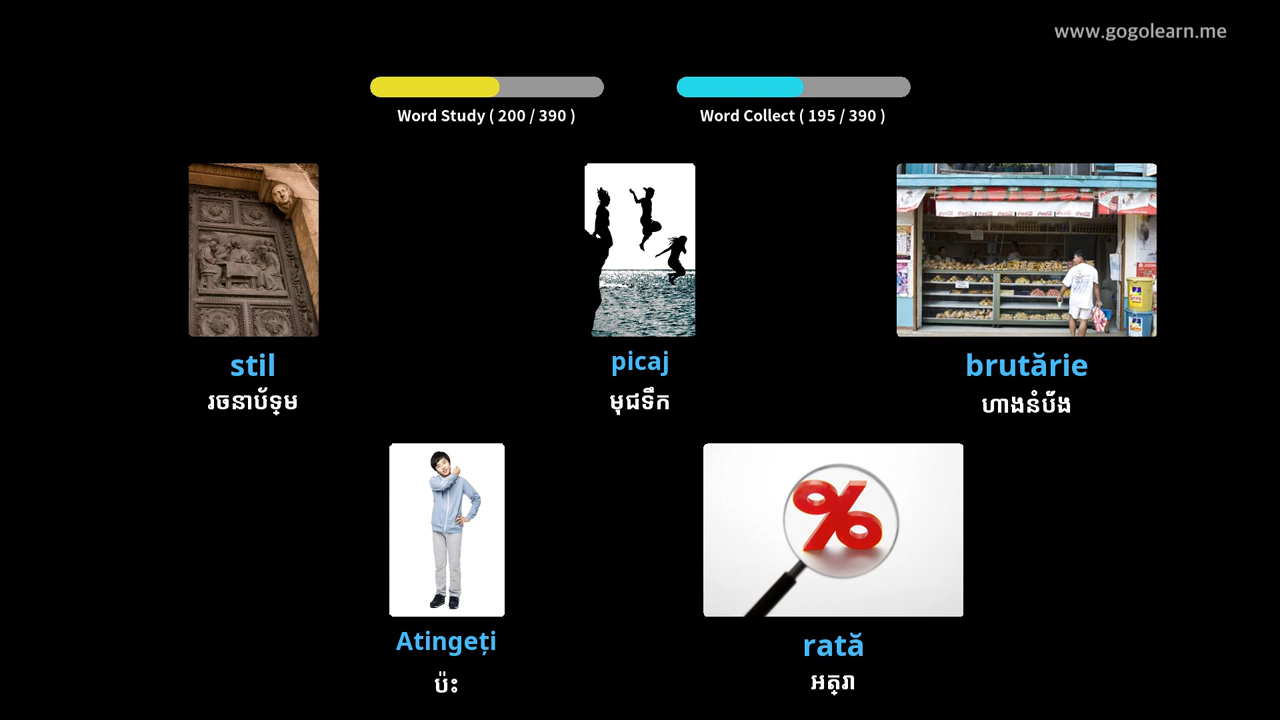 www.gogolearn.me
Word Study ( 200 / 390 )
Word Collect ( 195 / 390 )
stil
រចនាប័ទ្ម
picaj
មុជទឹក
brutărie
ហាងនំប័ង
Atingeți
ប៉ះ
rată
អត្រា